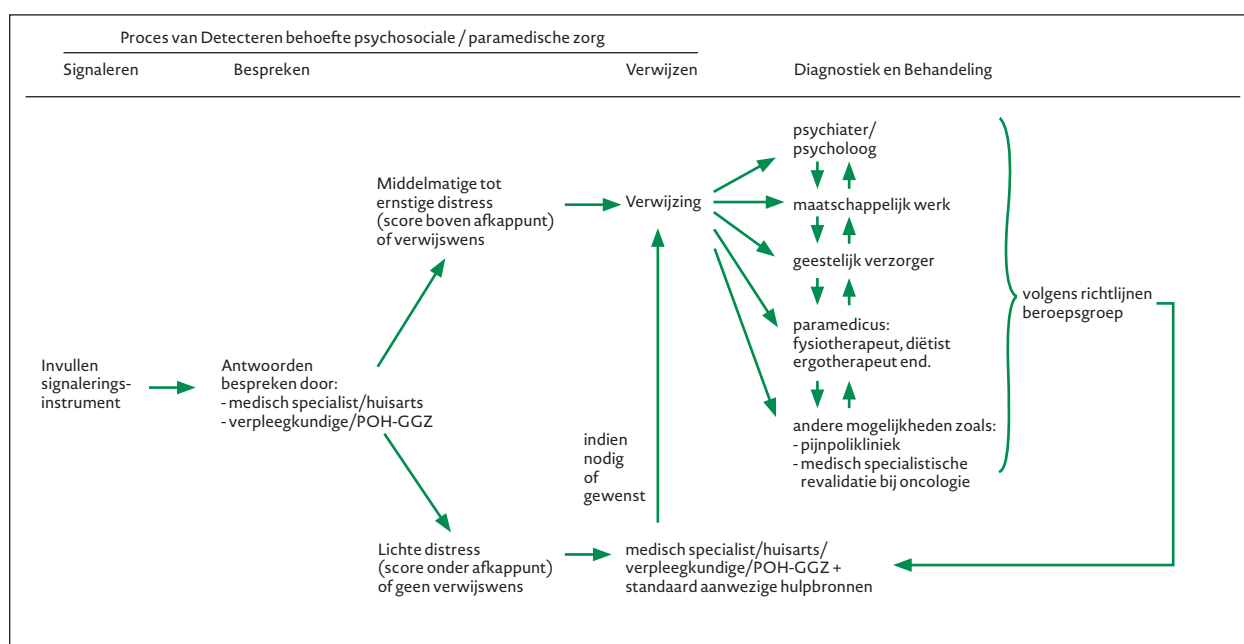 Proces van Detecteren behoefte psychosociale / paramedische zorg
Signaleren
Bespreken
Verwijzen
Diagnostiek en Behandeling
Invullen
signalerings-
instrument
Antwoorden
bespreken door:
- medisch specialist/huisarts
- verpleegkundige/POH-GGZ
Middelmatige tot
ernstige distress
(score boven afkappunt)
of verwijswens
Verwijzing
psychiater/
psycholoog
maatschappelijk werk
geestelijk verzorger
paramedicus:
fysiotherapeut, diëtist
ergotherapeut end.
andere mogelijkheden zoals:
- pijnpolikliniek
- medisch specialistische
revalidatie bij oncologie
volgens richtlijnen
beroepsgroep
indien
nodig
of
gewenst
Lichte distress
(score onder afkappunt)
of geen verwijswens
medisch specialist/huisarts/
verpleegkundige/POH-GGZ +
standaard aanwezige hulpbronnen